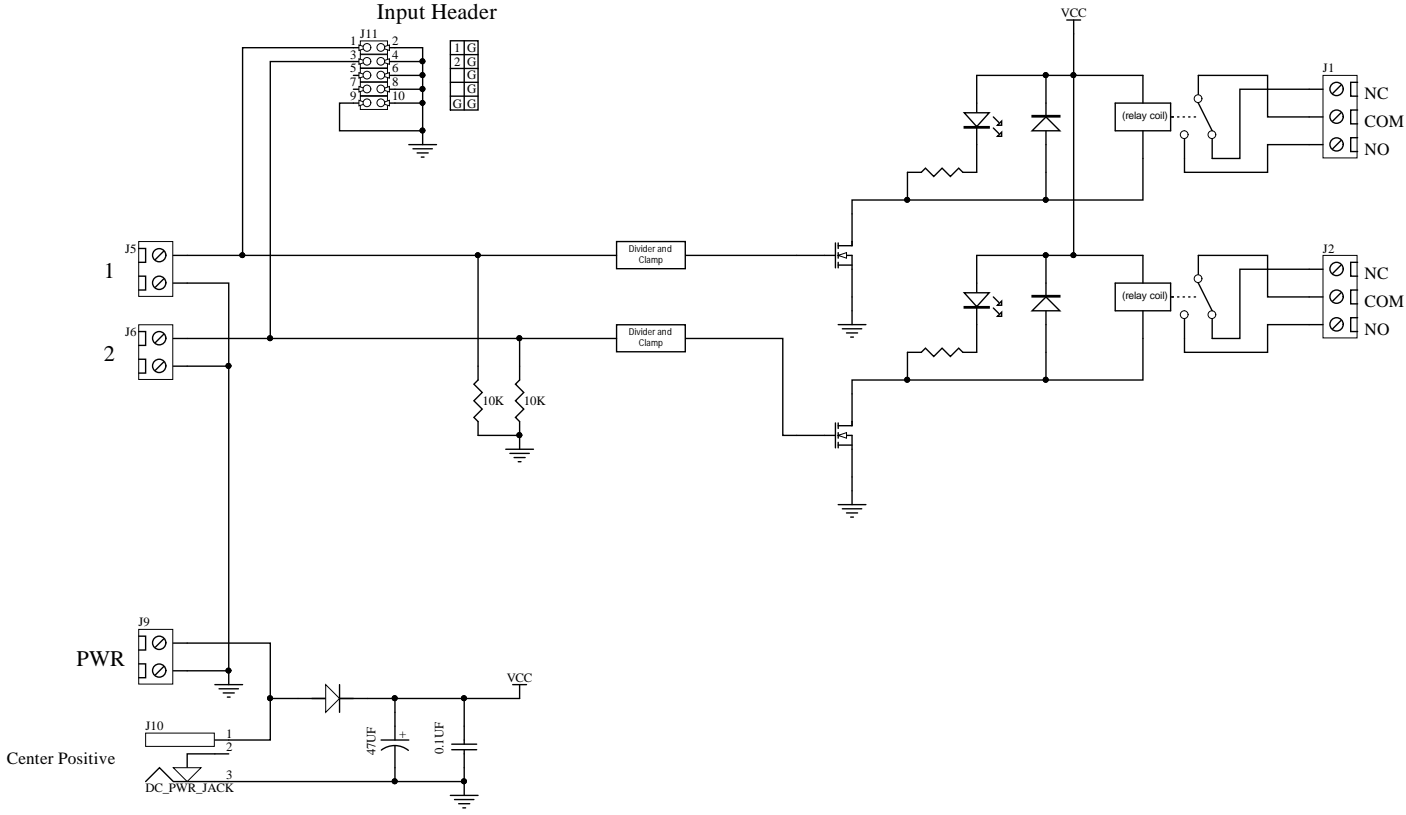 Input Header
VCC
J11
1 2
3 4
5 6
7 8
9 10
1 G
2 G
G
G
G G
J1
NC
COM
NO
(relay coil)
J5
1
Divider and
Clamp
J2
NC
COM
NO
(relay coil)
J6
2
Divider and
Clamp
10K
10K
J9
PWR
VCC
J10
1
2
3
Center Positive
DC_PWR_JACK
47UF
+
0.1UF